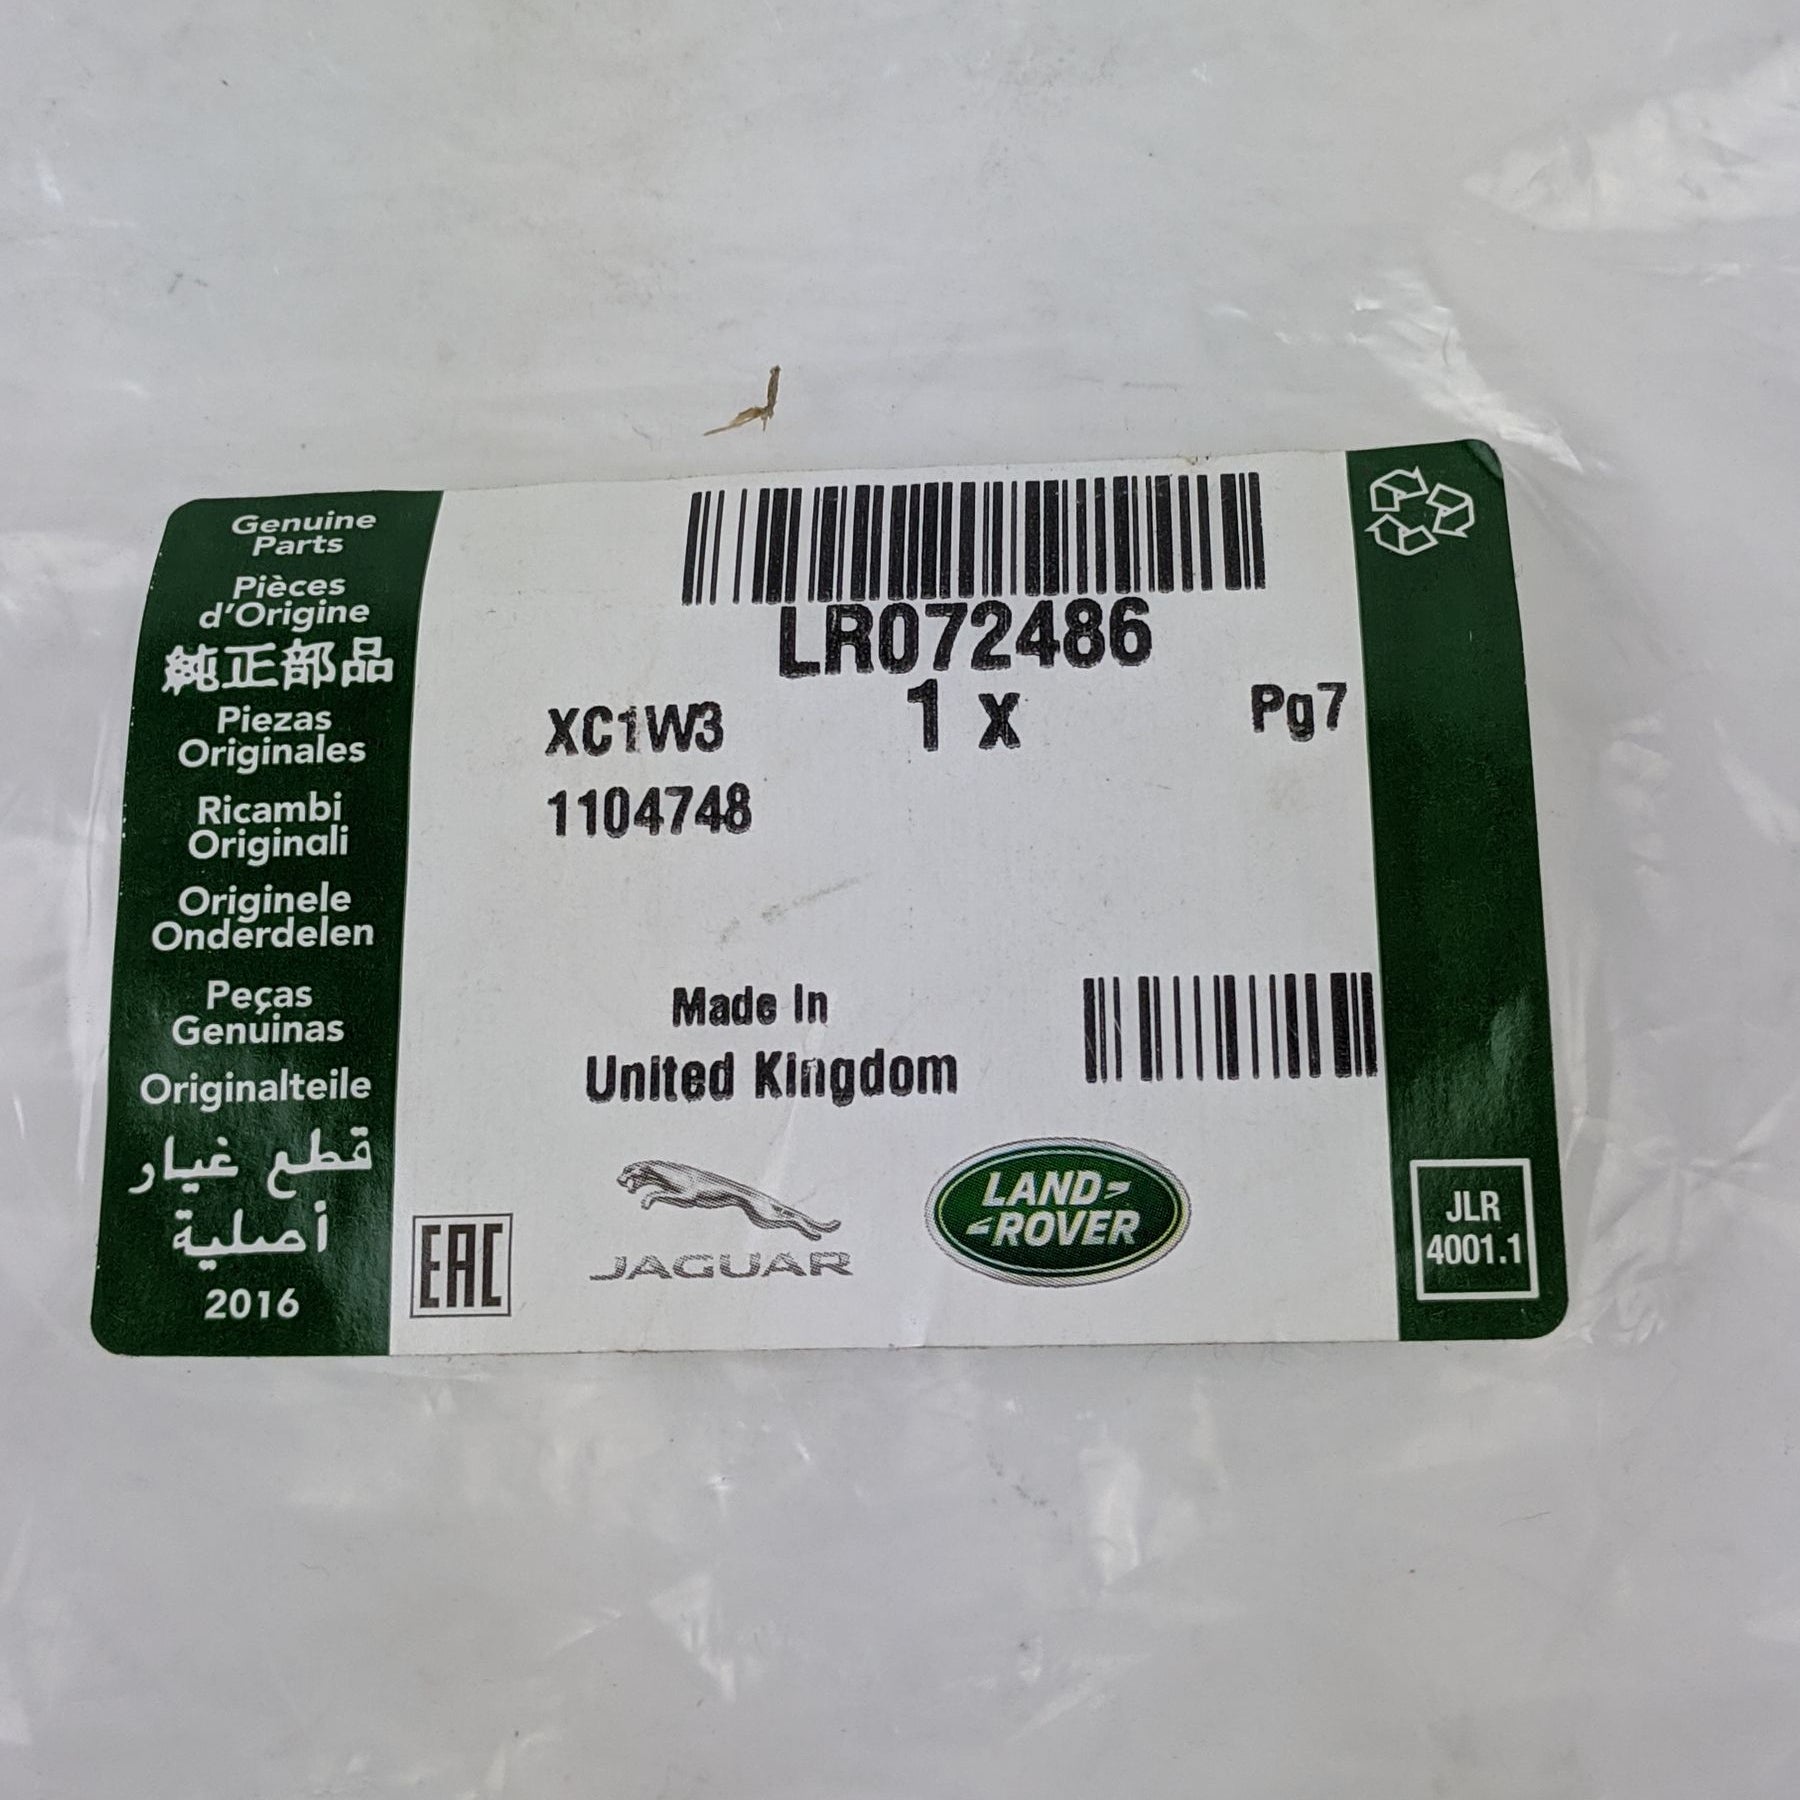 Genuine
Parts
Pièces
d'Origine
純正部品
Piezas
Originales
Ricambi
Originali
Originele
Onderdelen
Peças
Genuinas
Originalteile
قطع غيار
أصلية
2016
LR072486
XC1W3 1 x Pg7
1104748
Made In
United Kingdom
EAC
JAGUAR
LAND-
-ROVER
JLR
4001.1